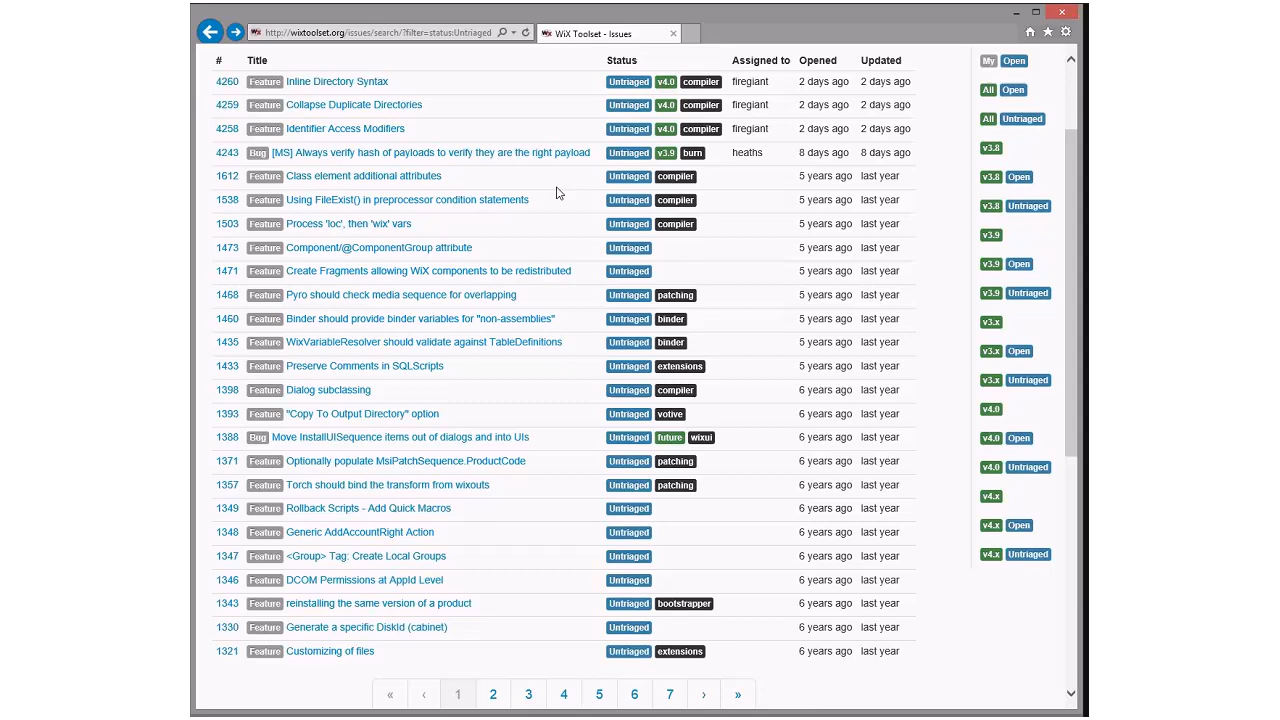 http://wixtoolset.org/issues/search/?filter=status:Untriaged WiX Toolset - Issues
# Title Status Assigned to Opened Updated
4260 Feature Inline Directory Syntax Untriaged v4.0 compiler firegiant 2 days ago 2 days ago
4259 Feature Collapse Duplicate Directories Untriaged v4.0 compiler firegiant 2 days ago 2 days ago
4258 Feature Identifier Access Modifiers Untriaged v4.0 compiler firegiant 2 days ago 2 days ago
4243 Bug [MS] Always verify hash of payloads to verify they are the right payload Untriaged v3.9 burn heaths 8 days ago 8 days ago
1612 Feature Class element additional attributes Untriaged compiler 5 years ago last year
1538 Feature Using FileExist() in preprocessor condition statements Untriaged compiler 5 years ago last year
1503 Feature Process 'loc', then 'wix' vars Untriaged compiler 5 years ago last year
1473 Feature Component/@ComponentGroup attribute Untriaged 5 years ago last year
1471 Feature Create Fragments allowing WiX components to be redistributed Untriaged 5 years ago last year
1468 Feature Pyro should check media sequence for overlapping Untriaged patching 5 years ago last year
1460 Feature Binder should provide binder variables for "non-assemblies" Untriaged binder 5 years ago last year
1435 Feature WixVariableResolver should validate against TableDefinitions Untriaged binder 5 years ago last year
1433 Feature Preserve Comments in SQLScripts Untriaged extensions 5 years ago last year
1398 Feature Dialog subclassing Untriaged compiler 6 years ago last year
1393 Feature "Copy To Output Directory" option Untriaged votive 6 years ago last year
1388 Bug Move InstallUISequence items out of dialogs and into UIs Untriaged future wixui 6 years ago last year
1371 Feature Optionally populate MsiPatchSequence.ProductCode Untriaged patching 6 years ago last year
1357 Feature Torch should bind the transform from wixouts Untriaged patching 6 years ago last year
1349 Feature Rollback Scripts - Add Quick Macros Untriaged 6 years ago last year
1348 Feature Generic AddAccountRight Action Untriaged 6 years ago last year
1347 Feature <Group> Tag: Create Local Groups Untriaged 6 years ago last year
1346 Feature DCOM Permissions at AppId Level Untriaged 6 years ago last year
1343 Feature reinstalling the same version of a product Untriaged bootstrapper 6 years ago last year
1330 Feature Generate a specific DiskId (cabinet) Untriaged 6 years ago last year
1321 Feature Customizing of files Untriaged extensions 6 years ago last year
« ‹ 1 2 3 4 5 6 7 › »
My Open
All Open
All Untriaged
v3.8
v3.8 Open
v3.8 Untriaged
v3.9
v3.9 Open
v3.9 Untriaged
v3.x
v3.x Open
v3.x Untriaged
v4.0
v4.0 Open
v4.0 Untriaged
v4.x
v4.x Open
v4.x Untriaged